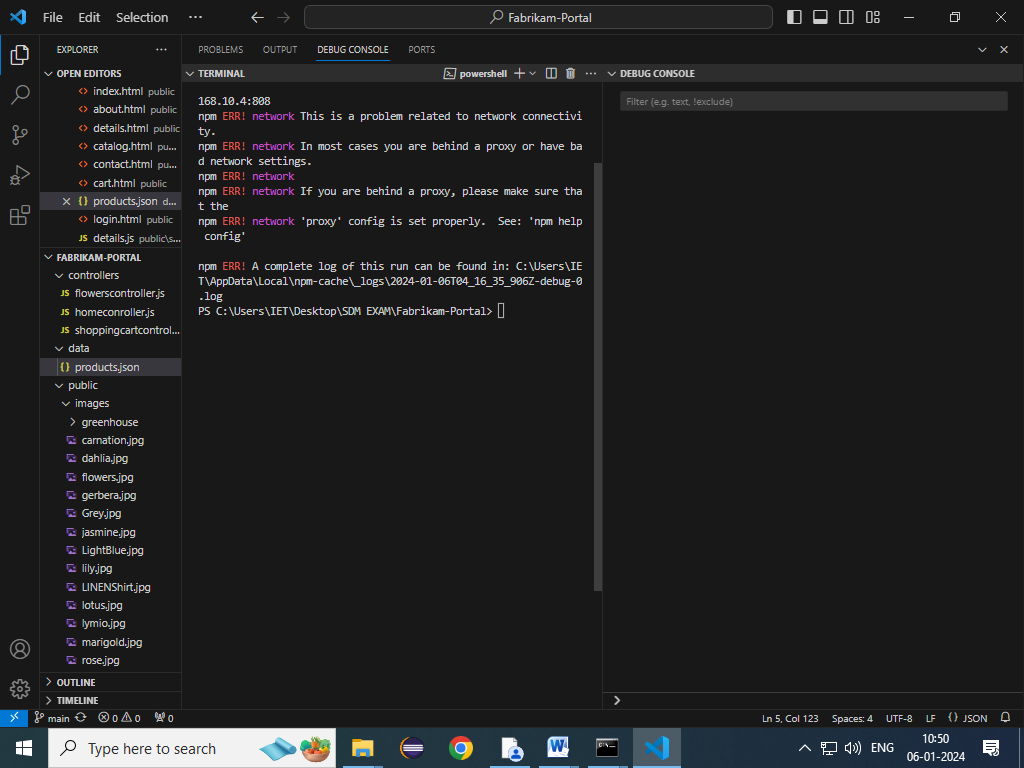 File Edit Selection ··· Fabrikam-Portal
EXPLORER ···
PROBLEMS OUTPUT DEBUG CONSOLE PORTS
OPEN EDITORS
index.html public
about.html public
details.html public
catalog.html pu...
contact.html pu...
cart.html public
products.json d...
login.html public
details.js public\s...
FABRIKAM-PORTAL
controllers
flowerscontroller.js
homeconroller.js
shoppingcartcontrol...
data
products.json
public
images
greenhouse
carnation.jpg
dahlia.jpg
flowers.jpg
gerbera.jpg
Grey.jpg
jasmine.jpg
LightBlue.jpg
lily.jpg
LINENShirt.jpg
lotus.jpg
lymio.jpg
marigold.jpg
rose.jpg
OUTLINE
TIMELINE
TERMINAL powershell ···
168.10.4:808
npm ERR! network This is a problem related to network connectivi
ty.
npm ERR! network In most cases you are behind a proxy or have ba
d network settings.
npm ERR! network
npm ERR! network If you are behind a proxy, please make sure tha
t the
npm ERR! network 'proxy' config is set properly.  See: 'npm help
 config'
npm ERR! A complete log of this run can be found in: C:\Users\IE
T\AppData\Local\npm-cache\_logs\2024-01-06T04_16_35_906Z-debug-0
.log
PS C:\Users\IET\Desktop\SDM EXAM\Fabrikam-Portal>
DEBUG CONSOLE
Filter (e.g. text, !exclude)
main 0 0 0 Ln 5, Col 123 Spaces: 4 UTF-8 LF {} JSON
Type here to search ENG 10:50
06-01-2024